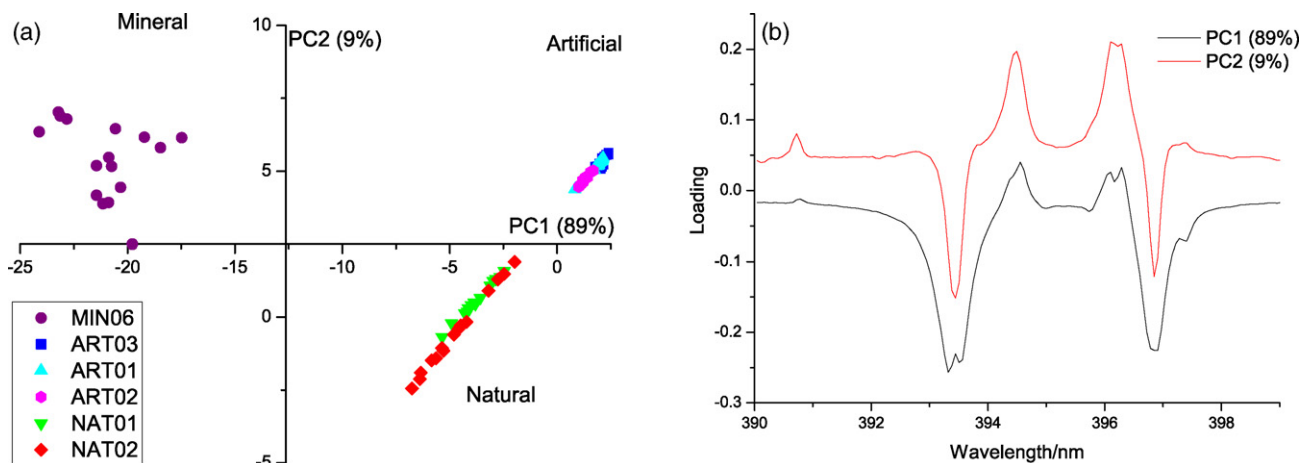 (a)
Mineral
10
PC2 (9%)
Artificial
5
PC1 (89%)
-25
-20
-15
-10
-5
0
0
Natural
-5
MIN06
ART03
ART01
ART02
NAT01
NAT02
(b)
PC1 (89%)
PC2 (9%)
0.2
0.1
0.0
-0.1
-0.2
-0.3
Loading
390
392
394
396
398
Wavelength/nm